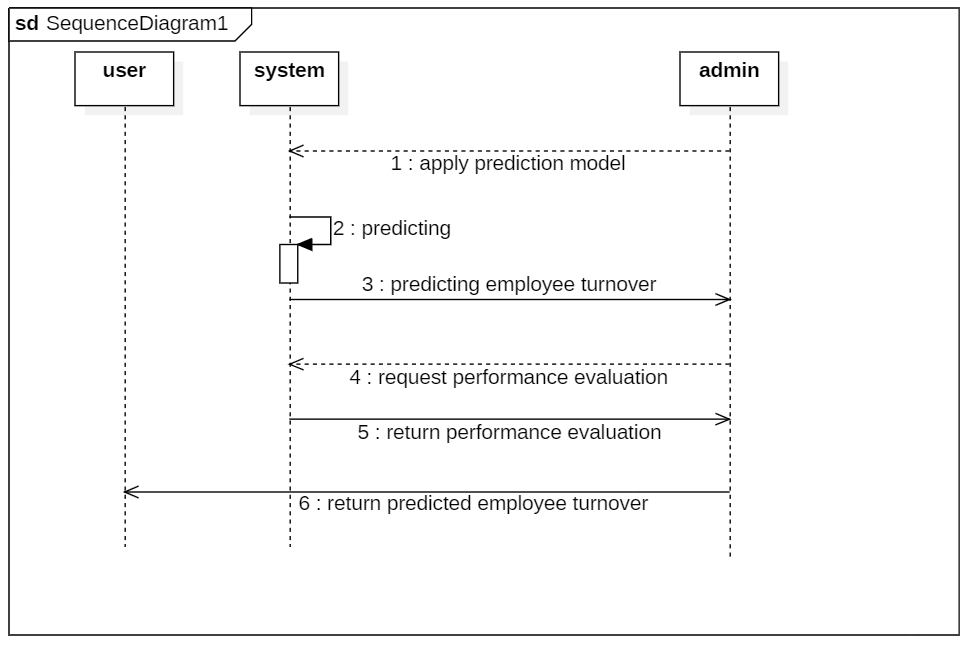 sd SequenceDiagram1
user
system
admin
1 : apply prediction model
2 : predicting
3 : predicting employee turnover
4 : request performance evaluation
5 : return performance evaluation
6 : return predicted employee turnover